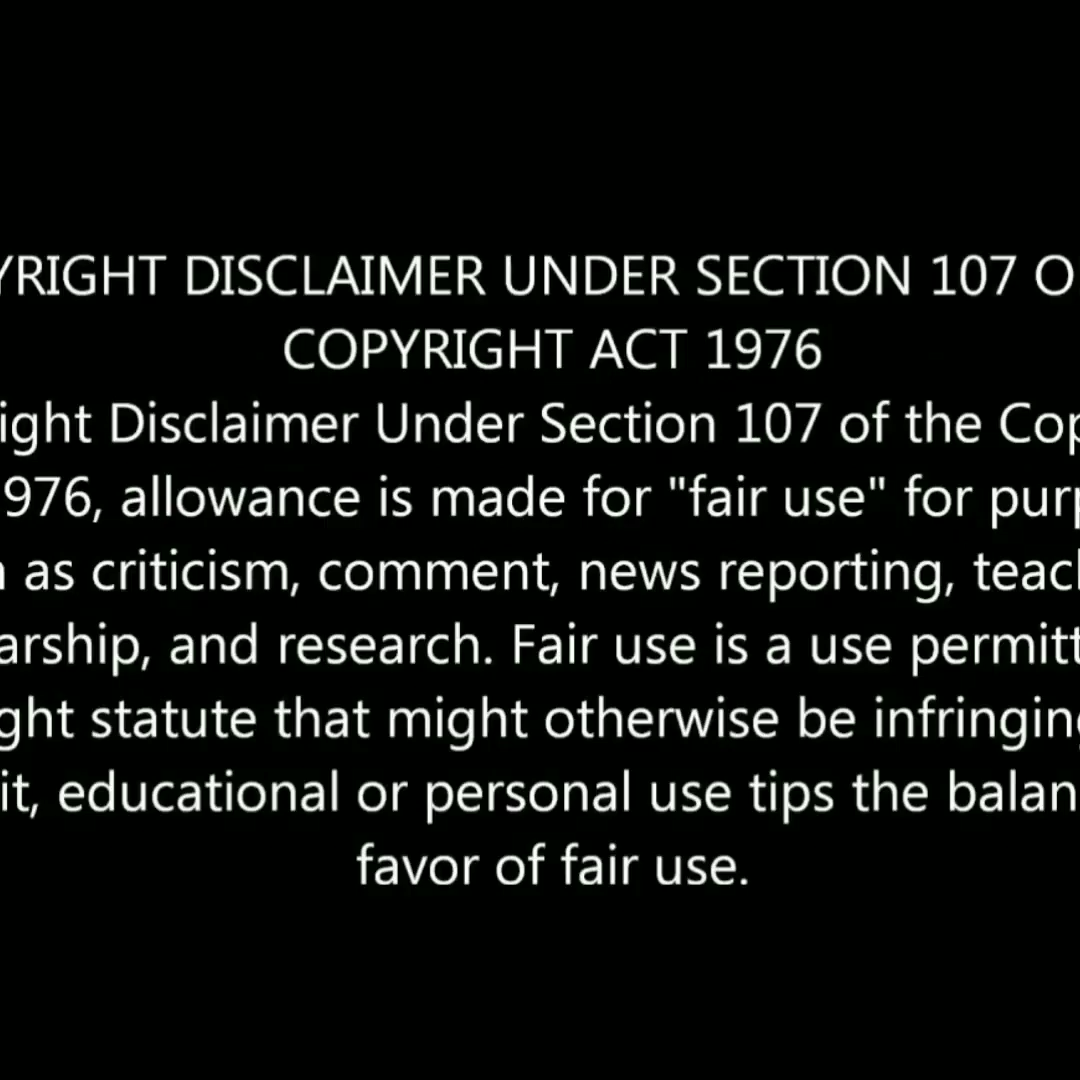 YRIGHT DISCLAIMER UNDER SECTION 107 O
COPYRIGHT ACT 1976
ight Disclaimer Under Section 107 of the Cop
976, allowance is made for "fair use" for purp
as criticism, comment, news reporting, teach
arship, and research. Fair use is a use permitt
ght statute that might otherwise be infringing
it, educational or personal use tips the balan
favor of fair use.